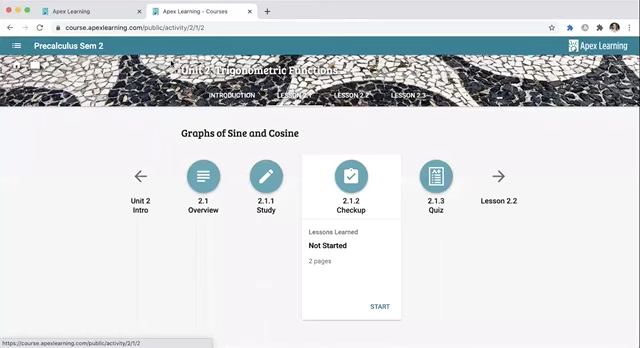 Apex Learning
Apex Learning - Courses
course.apexlearning.com/public/activity/2/1/2
Precalculus Sem 2
Apex Learning
Unit 2: Trigonometric Functions
INTRODUCTION
LESSON 2.1
LESSON 2.2
LESSON 2.3
Graphs of Sine and Cosine
Unit 2
Intro
2.1
Overview
2.1.1
Study
2.1.2
Checkup
2.1.3
Quiz
Lesson 2.2
Lessons Learned
Not Started
2 pages
START
https://course.apexlearning.com/public/activity/2/1/2